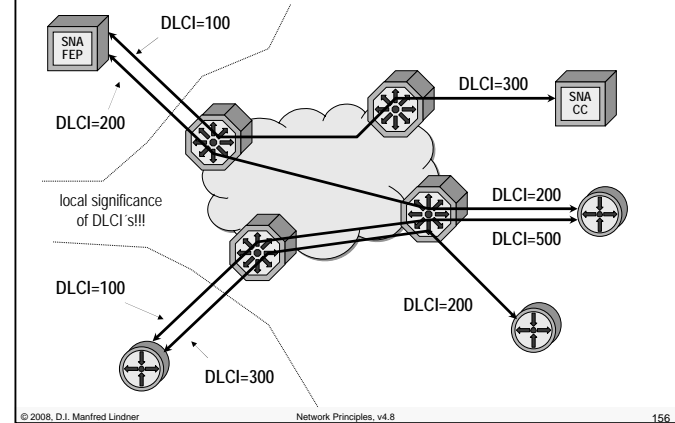 DLCI=100
SNA
FEP
DLCI=300
SNA
CC
DLCI=200
local significance
of DLCI´s!!!
DLCI=200
DLCI=500
DLCI=100
DLCI=200
DLCI=300
© 2008, D.I. Manfred Lindner
Network Principles, v4.8
156